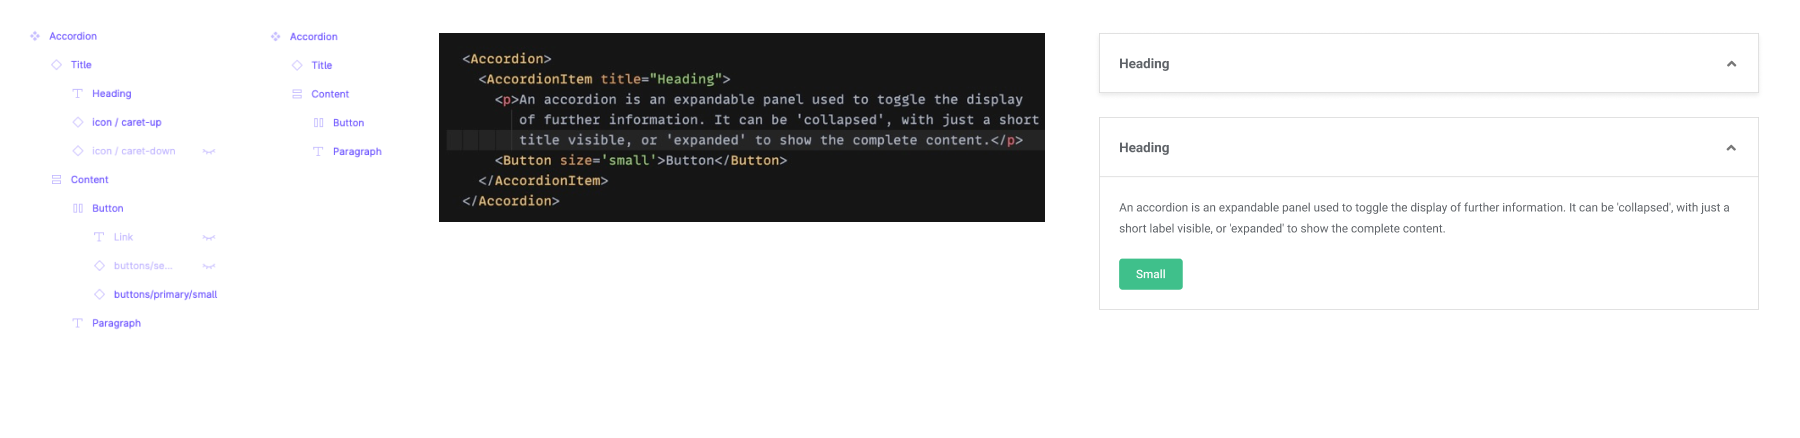 Accordion
Title
Heading
icon / caret-up
icon / caret-down
Content
Button
Link
buttons/se...
buttons/primary/small
Paragraph
Accordion
Title
Content
Button
Paragraph
<Accordion>
<AccordionItem title="Heading">
<p>An accordion is an expandable panel used to toggle the display
of further information. It can be 'collapsed', with just a short
title visible, or 'expanded' to show the complete content.</p>
<Button size='small'>Button</Button>
</AccordionItem>
</Accordion>
Heading
Heading
An accordion is an expandable panel used to toggle the display of further information. It can be 'collapsed', with just a
short label visible, or 'expanded' to show the complete content.
Small